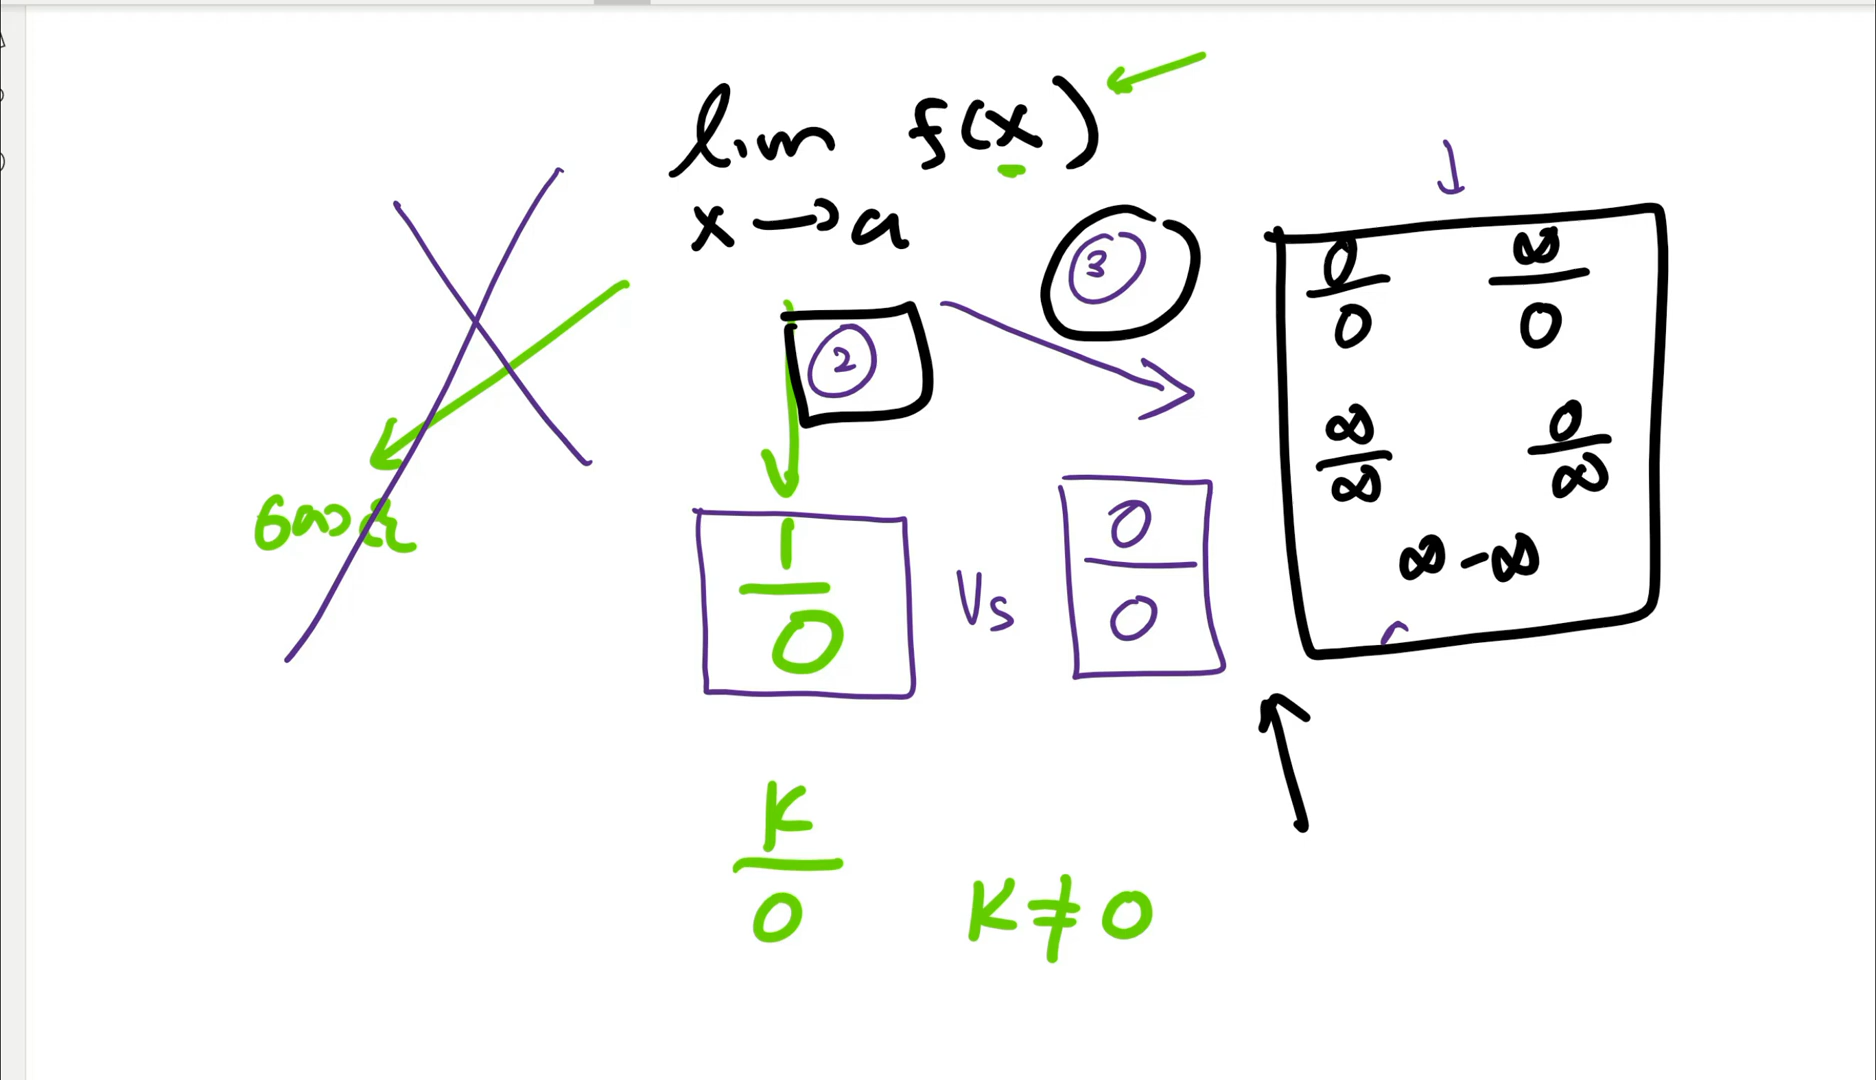 lim f(x)
x → a
③
②
0/0 ∞/0
∞/∞ 0/∞
∞ - ∞
1/0 Vs 0/0
K/0 K ≠ 0